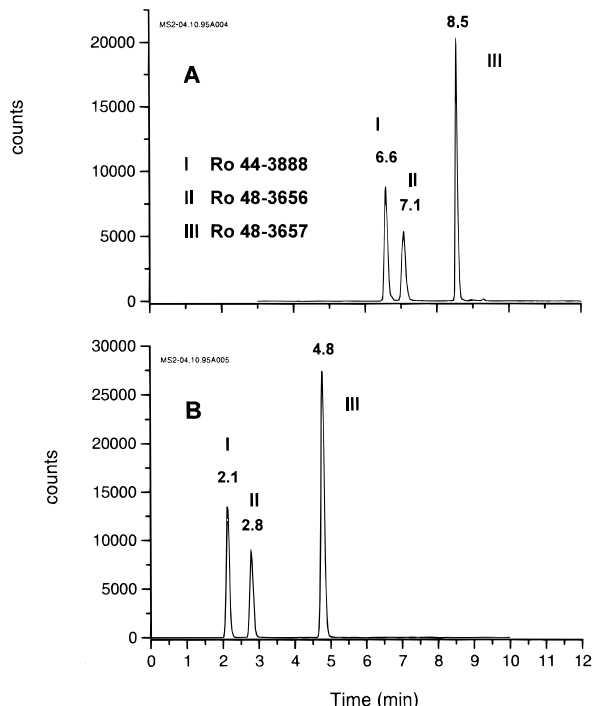 MS2-04.10.95A004
8.5
20000
A
III
15000
I
counts
6.6
I Ro 44-3888
II
10000
II Ro 48-3656
7.1
III Ro 48-3657
5000
0
30000
4.8
MS2-04.10.95A005
25000
B
III
I
20000
2.1
II
counts
15000
2.8
10000
5000
0
0 1 2 3 4 5 6 7 8 9 10 11 12
Time (min)